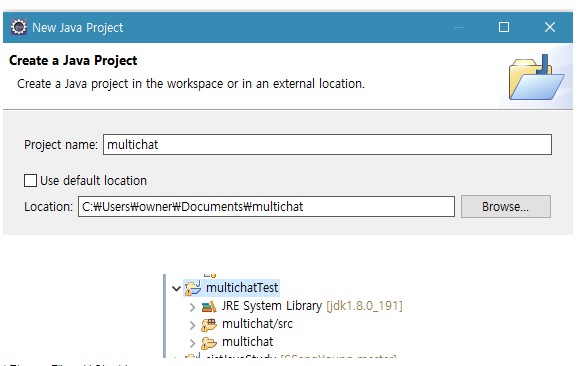 New Java Project
Create a Java Project
Create a Java project in the workspace or in an external location.
Project name: multichat
Use default location
Location: C:₩Users₩owner₩Documents₩multichat Browse...
multichatTest
JRE System Library [jdk1.8.0_191]
multichat/src
multichat